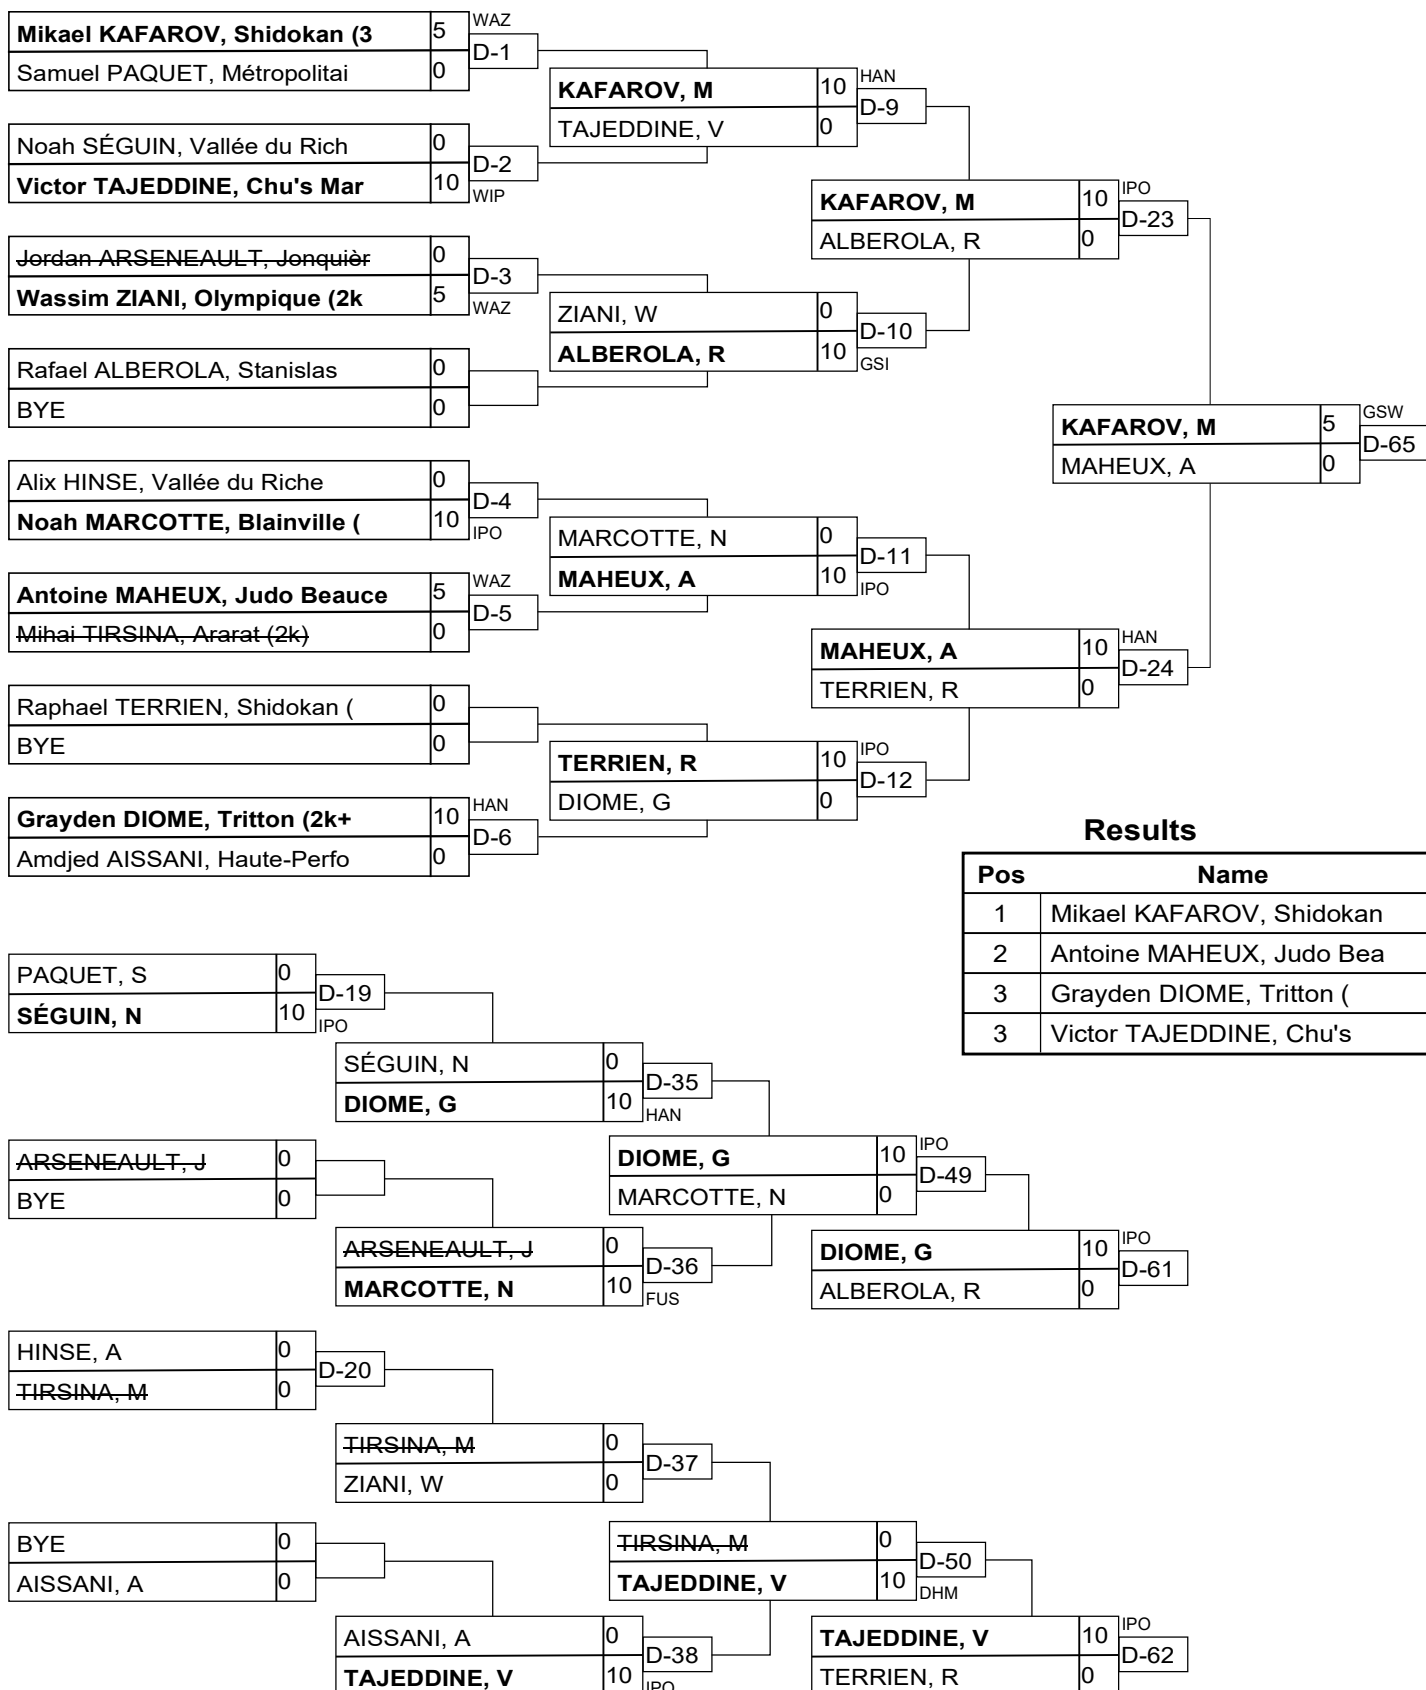 Mikael KAFAROV, Shidokan (3 5 WAZ
D-1
Samuel PAQUET, Métropolitai 0
KAFAROV, M 10 HAN
D-9
TAJEDDINE, V 0
Noah SÉGUIN, Vallée du Rich 0
D-2
Victor TAJEDDINE, Chu's Mar 10 WIP
KAFAROV, M 10 IPO
D-23
ALBEROLA, R 0
Jordan ARSENEAULT, Jonquièr 0
D-3
Wassim ZIANI, Olympique (2k 5 WAZ
ZIANI, W 0
D-10
ALBEROLA, R 10 GSI
Rafael ALBEROLA, Stanislas 0
BYE 0
KAFAROV, M 5 GSW
D-65
MAHEUX, A 0
Alix HINSE, Vallée du Riche 0
D-4
Noah MARCOTTE, Blainville ( 10 IPO
MARCOTTE, N 0
D-11
MAHEUX, A 10 IPO
Antoine MAHEUX, Judo Beauce 5 WAZ
D-5
Mihai TIRSINA, Ararat (2k) 0
MAHEUX, A 10 HAN
D-24
TERRIEN, R 0
Raphael TERRIEN, Shidokan ( 0
BYE 0
TERRIEN, R 10 IPO
D-12
DIOME, G 0
Grayden DIOME, Tritton (2k+ 10 HAN
D-6
Amdjed AISSANI, Haute-Perfo 0
Results
Pos Name
1 Mikael KAFAROV, Shidokan
2 Antoine MAHEUX, Judo Bea
3 Grayden DIOME, Tritton (
3 Victor TAJEDDINE, Chu's
PAQUET, S 0
D-19
SÉGUIN, N 10 IPO
SÉGUIN, N 0
D-35
DIOME, G 10 HAN
ARSENEAULT, J 0
BYE 0
DIOME, G 10 IPO
D-49
MARCOTTE, N 0
ARSENEAULT, J 0
D-36
MARCOTTE, N 10 FUS
DIOME, G 10 IPO
D-61
ALBEROLA, R 0
HINSE, A 0
D-20
TIRSINA, M 0
TIRSINA, M 0
D-37
ZIANI, W 0
BYE 0
AISSANI, A 0
TIRSINA, M 0
D-50
TAJEDDINE, V 10 DHM
AISSANI, A 0
D-38
TAJEDDINE, V 10 IPO
TAJEDDINE, V 10 IPO
D-62
TERRIEN, R 0